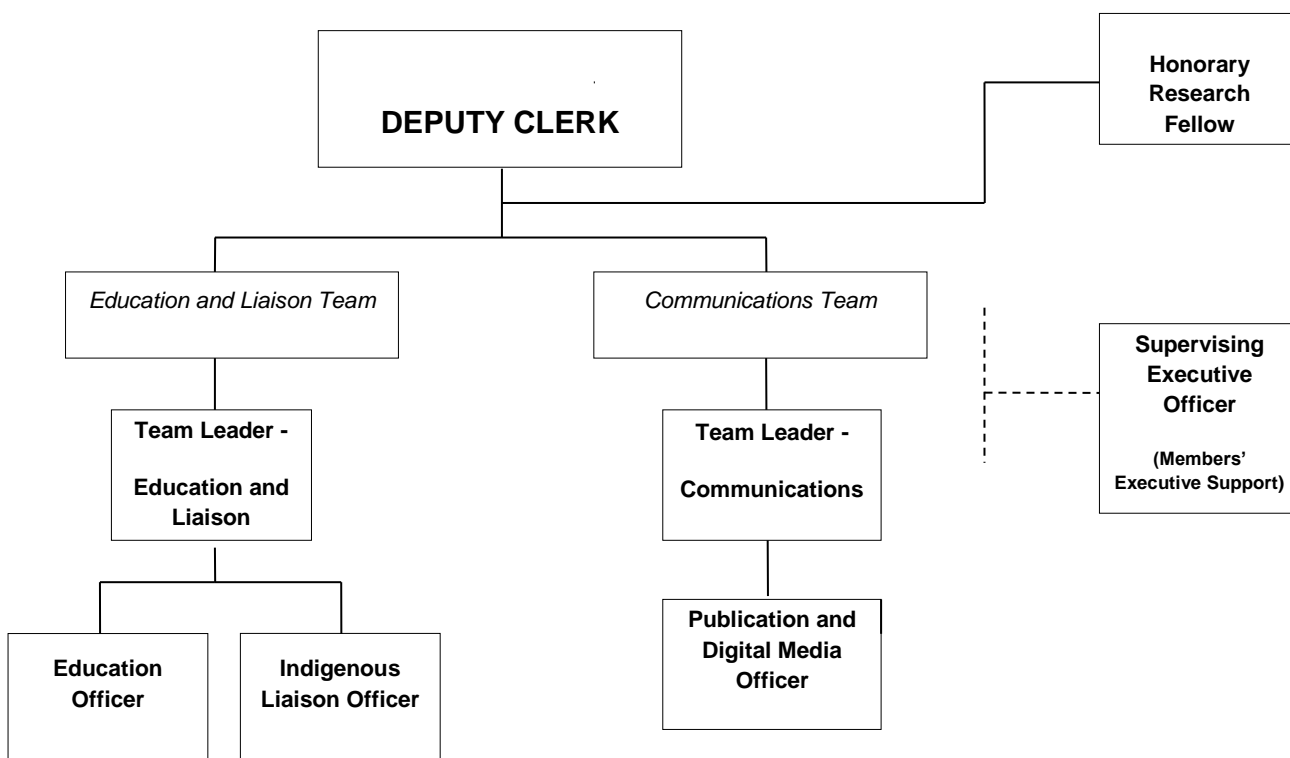 DEPUTY CLERK
Honorary
Research
Fellow
Education and Liaison Team
Communications Team
Supervising
Executive
Officer
(Members’
Executive Support)
Team Leader -
Education and
Liaison
Team Leader -
Communications
Education
Officer
Indigenous
Liaison Officer
Publication and
Digital Media
Officer